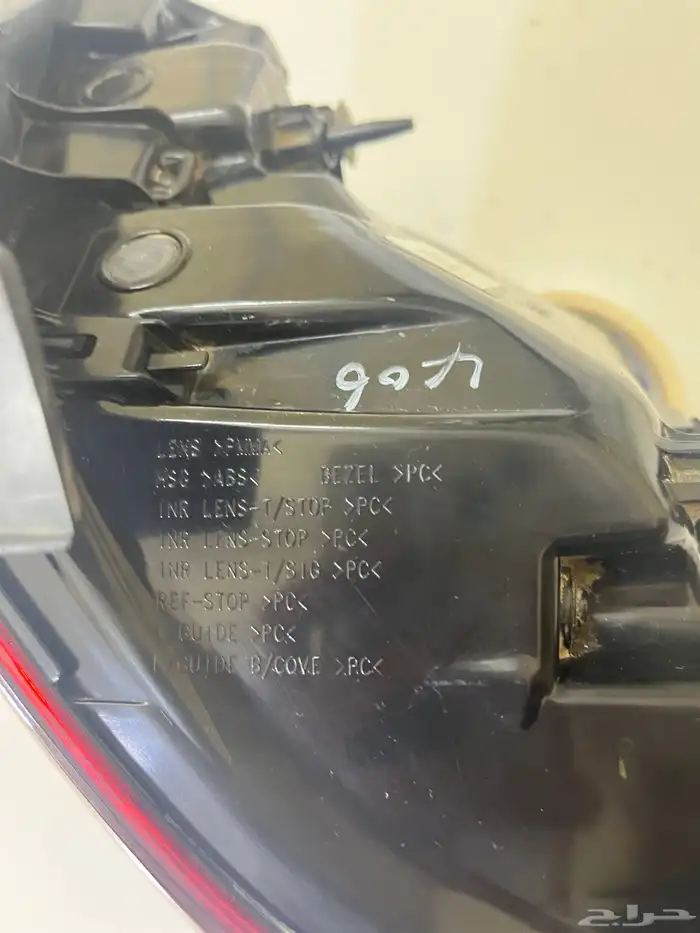 LENS >PMMA<
HSG >ABS< BEZEL >PC<
INR LENS-T/STOP >PC<
INR LENS-STOP >PC<
INR LENS-T/SIG >PC<
REF-STOP >PC<
GUIDE >PC<
GUIDE B/COVE >PC<
حراج